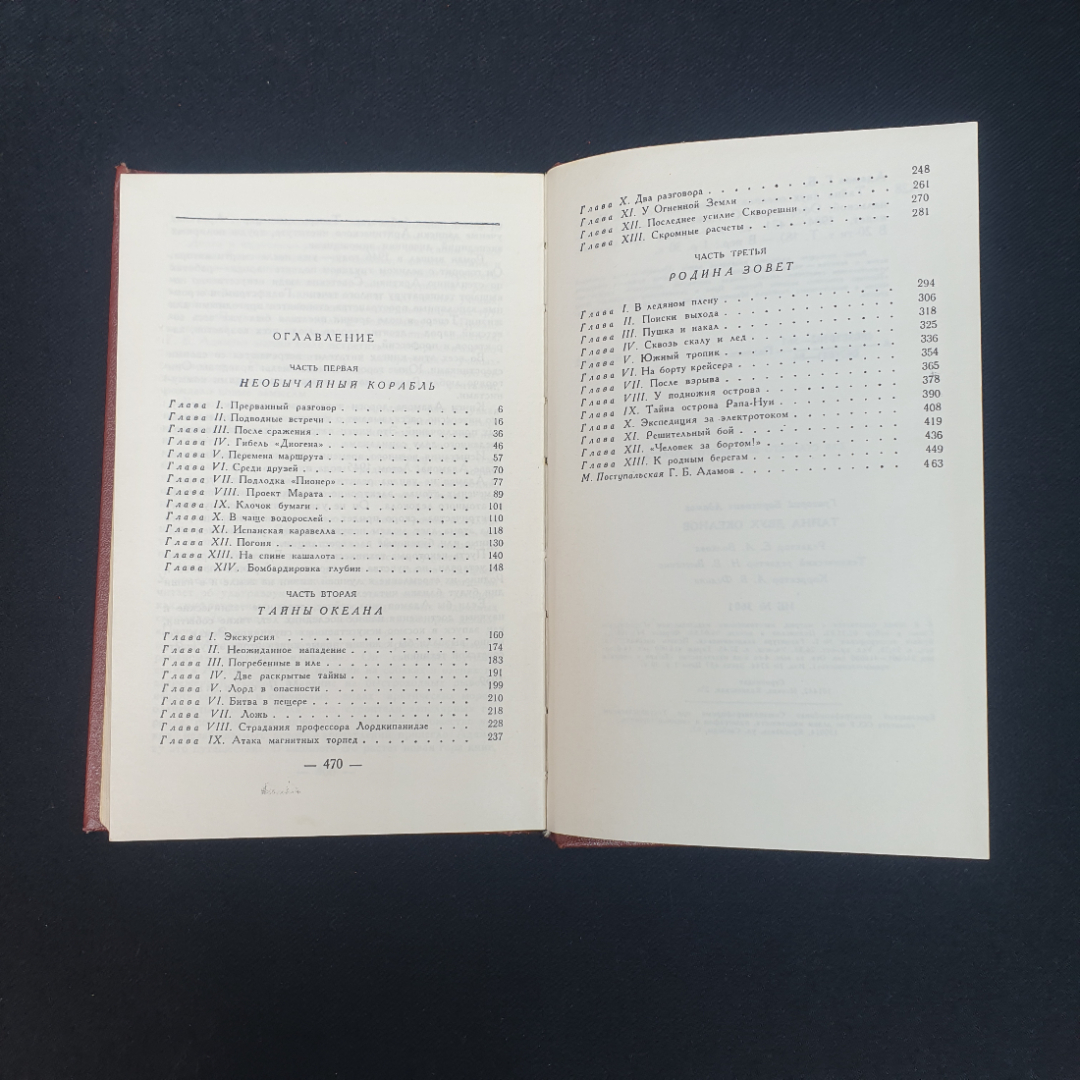 ОГЛАВЛЕНИЕ
ЧАСТЬ ПЕРВАЯ
НЕОБЫЧАЙНЫЙ КОРАБЛЬ
Глава I. Прерванный разговор 6
Глава II. Подводные встречи 16
Глава III. После сражения 36
Глава IV. Гибель «Диогена» 46
Глава V. Перемена маршрута 57
Глава VI. Среди друзей 70
Глава VII. Подлодка «Пионер» 77
Глава VIII. Проект Марата 89
Глава IX. Клочок бумаги 101
Глава X. В чаще водорослей 110
Глава XI. Испанская каравелла 118
Глава XII. Погоня 130
Глава XIII. На спине кашалота 140
Глава XIV. Бомбардировка глубин 148
ЧАСТЬ ВТОРАЯ
ТАЙНЫ ОКЕАНА
Глава I. Экскурсия 160
Глава II. Неожиданное нападение 174
Глава III. Погребенные в иле 183
Глава IV. Две раскрытые тайны 191
Глава V. Лорд в опасности 199
Глава VI. Битва в пещере 210
Глава VII. Ложь 218
Глава VIII. Страдания профессора Лордкипанидзе 228
Глава IX. Атака магнитных торпед 237
— 470 —
Глава X. Два разговора 248
Глава XI. У Огненной Земли 261
Глава XII. Последнее усилие Скворешни 270
Глава XIII. Скромные расчеты 281
ЧАСТЬ ТРЕТЬЯ
РОДИНА ЗОВЕТ
Глава I. В ледяном плену 294
Глава II. Поиски выхода 306
Глава III. Пушка и накал 318
Глава IV. Сквозь скалу и лед 325
Глава V. Южный тропик 336
Глава VI. На борту крейсера 354
Глава VII. После взрыва 365
Глава VIII. У подножия острова 378
Глава IX. Тайна острова Рапа-Нуи 390
Глава X. Экспедиция за электротоком 408
Глава XI. Решительный бой 419
Глава XII. «Человек за бортом!» 436
Глава XIII. К родным берегам 449
М. Поступальская Г. Б. Адамов 463